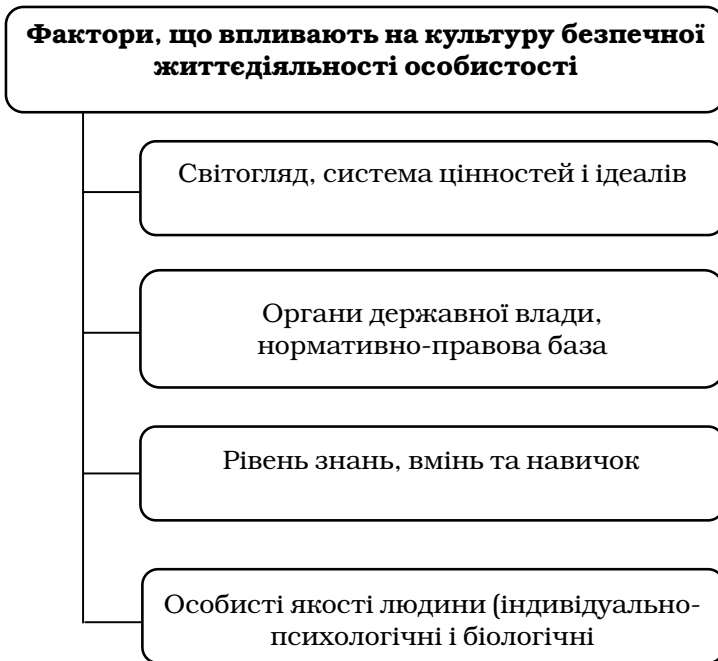 Фактори, що впливають на культуру безпечної
життєдіяльності особистості
Світогляд, система цінностей і ідеалів
Органи державної влади,
нормативно-правова база
Рівень знань, вмінь та навичок
Особисті якості людини (індивідуально-
психологічні і біологічні